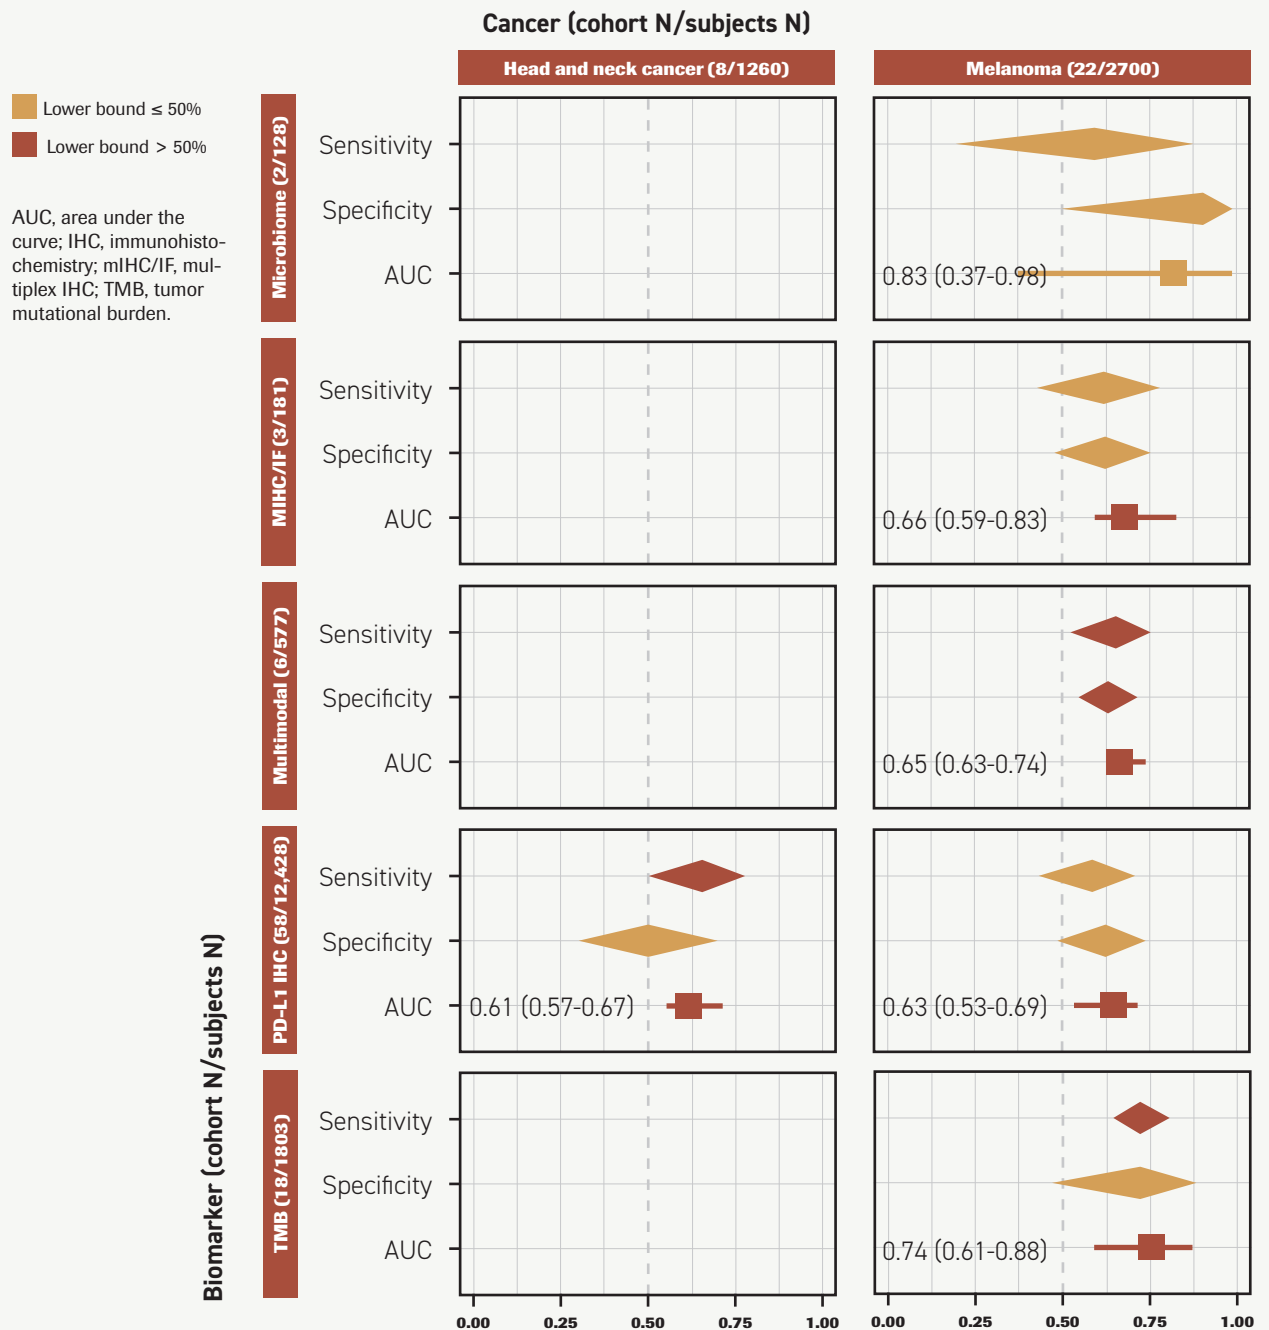 Cancer (cohort N/subjects N)
Head and neck cancer (8/1260)
Melanoma (22/2700)
Lower bound ≤ 50%
Lower bound > 50%
AUC, area under the
curve; IHC, immunohisto-
chemistry; mIHC/IF, mul-
tiplex IHC; TMB, tumor
mutational burden.
Biomarker (cohort N/subjects N)
Microbiome (2/128)
Sensitivity
Specificity
AUC
0.83 (0.37-0.98)
MIHC/IF (3/181)
Sensitivity
Specificity
AUC
0.66 (0.59-0.83)
Multimodal (6/577)
Sensitivity
Specificity
AUC
0.65 (0.63-0.74)
PD-L1 IHC (58/12,428)
Sensitivity
Specificity
AUC
0.61 (0.57-0.67)
0.63 (0.53-0.69)
TMB (18/1803)
Sensitivity
Specificity
AUC
0.74 (0.61-0.88)
0.00 0.25 0.50 0.75 1.00
0.00 0.25 0.50 0.75 1.00